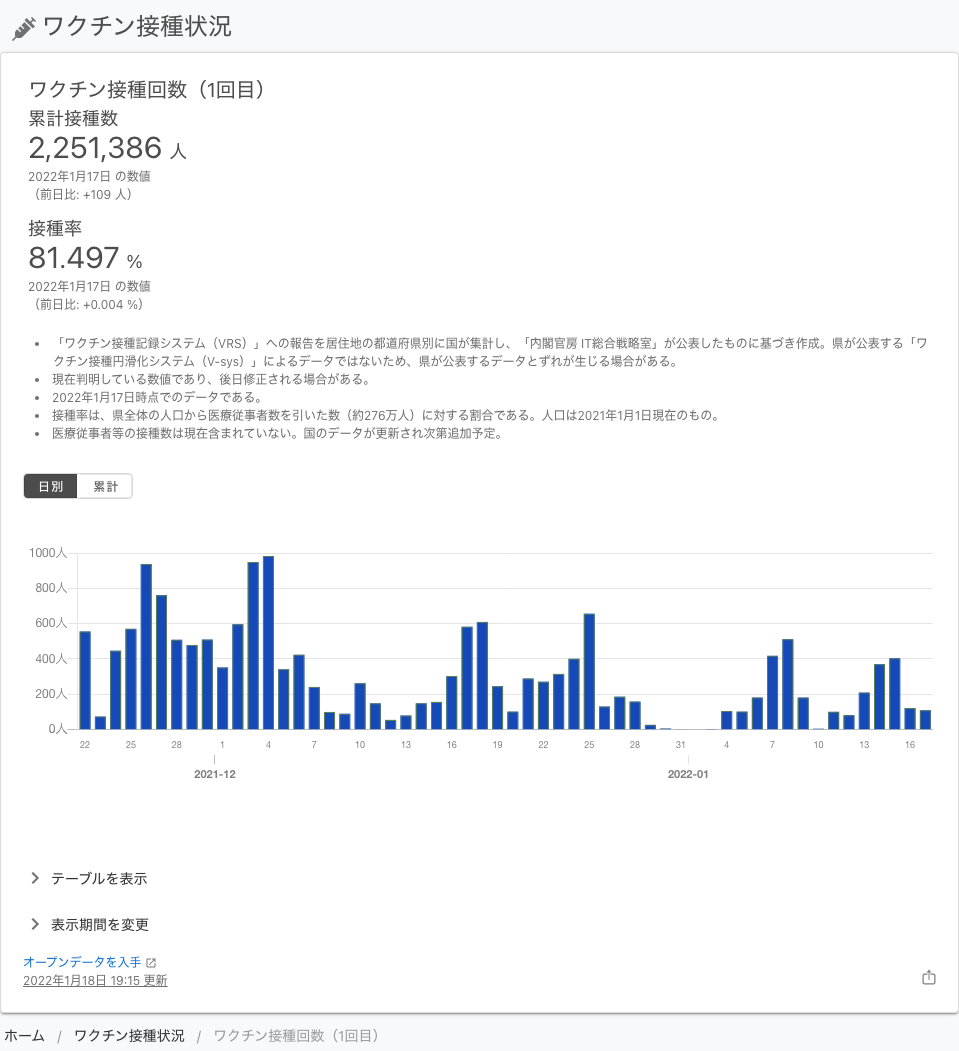 ワクチン接種状況
ワクチン接種回数（1回目）
累計接種数
2,251,386 人
2022年1月17日 の数値
（前日比: +109 人）
接種率
81.497 %
2022年1月17日 の数値
（前日比: +0.004 %）
• 「ワクチン接種記録システム（VRS）」への報告を居住地の都道府県別に国が集計し、「内閣官房 IT総合戦略室」が公表したものに基づき作成。県が公表する「ワ
クチン接種円滑化システム（V-sys）」によるデータではないため、県が公表するデータとずれが生じる場合がある。
• 現在判明している数値であり、後日修正される場合がある。
• 2022年1月17日時点でのデータである。
• 接種率は、県全体の人口から医療従事者数を引いた数（約276万人）に対する割合である。人口は2021年1月1日現在のもの。
• 医療従事者等の接種数は現在含まれていない。国のデータが更新され次第追加予定。
日別 累計
1000人
800人
600人
400人
200人
0人
22 25 28 1 4 7 10 13 16 19 22 25 28 31 4 7 10 13 16
2021-12 2022-01
テーブルを表示
表示期間を変更
オープンデータを入手
2022年1月18日 19:15 更新
ホーム / ワクチン接種状況 / ワクチン接種回数（1回目）